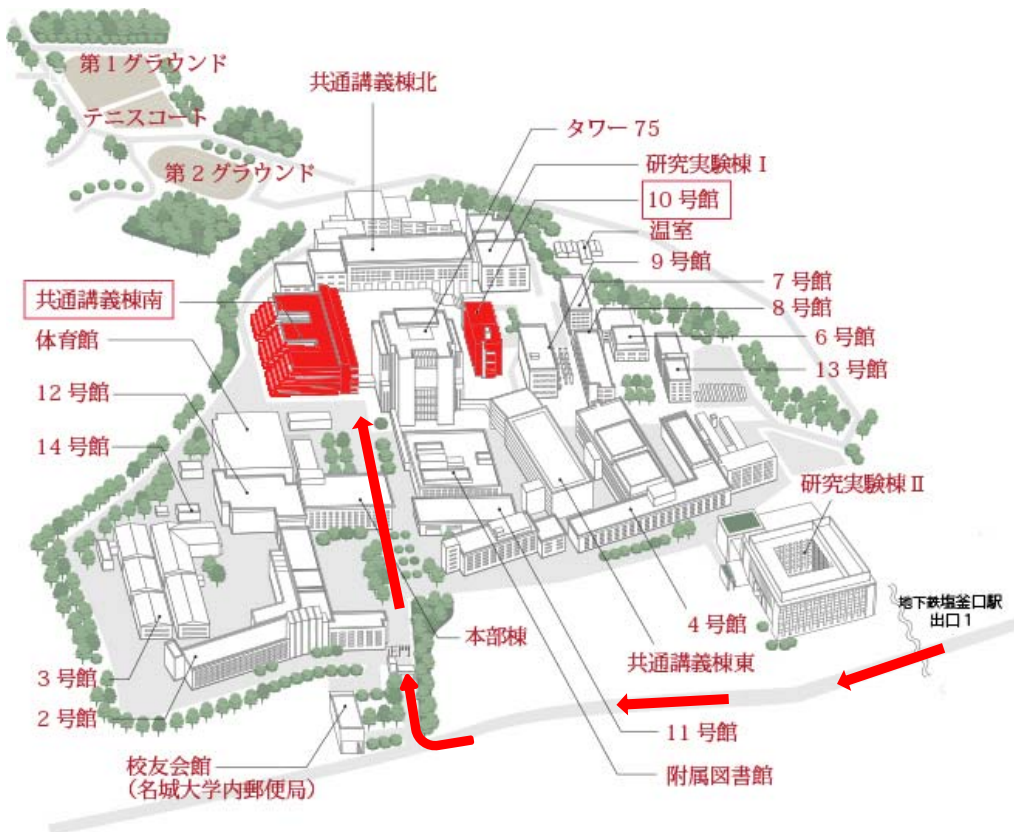 第1グラウンド
テニスコート
第2グラウンド
共通講義棟北
タワー75
研究実験棟Ⅰ
10号館
温室
9号館
7号館
8号館
6号館
13号館
共通講義棟南
体育館
12号館
14号館
研究実験棟Ⅱ
地下鉄塩釜口駅
出口1
4号館
共通講義棟東
本部棟
正門
3号館
2号館
11号館
附属図書館
校友会館
(名城大学内郵便局)